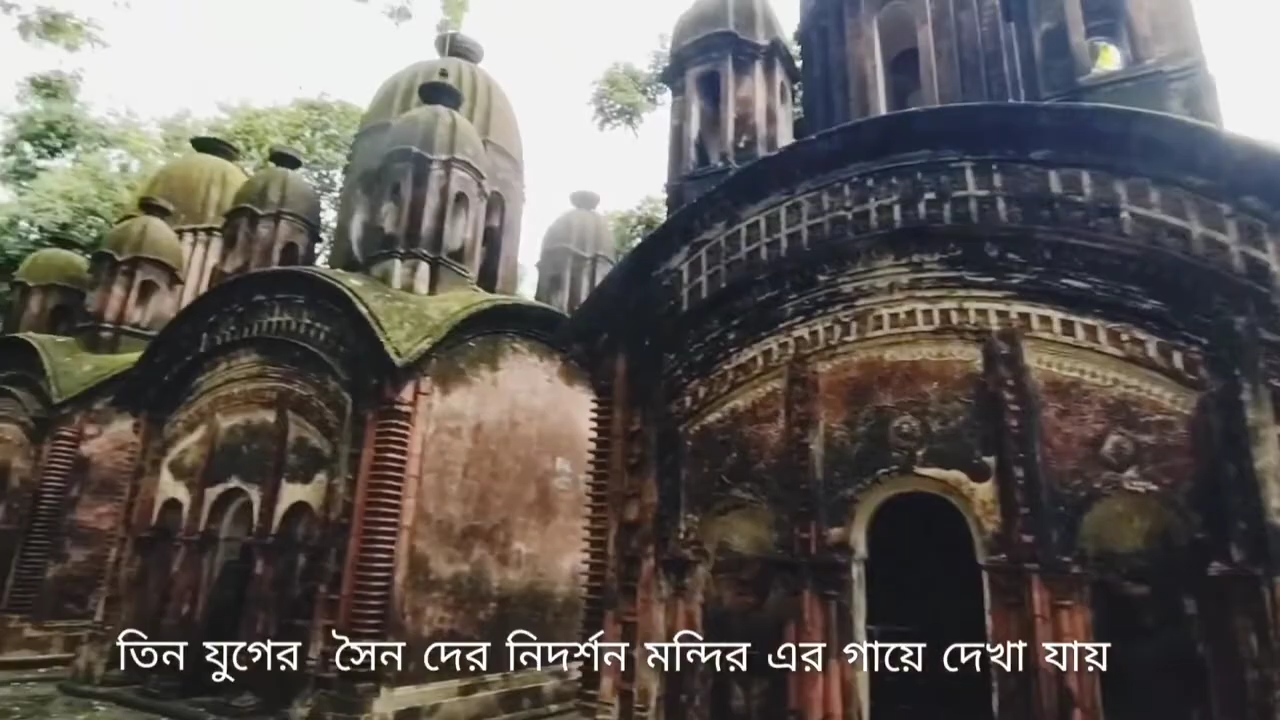 তিন যুগের সৈন দের নিদর্শন মন্দির এর গায়ে দেখা যায়